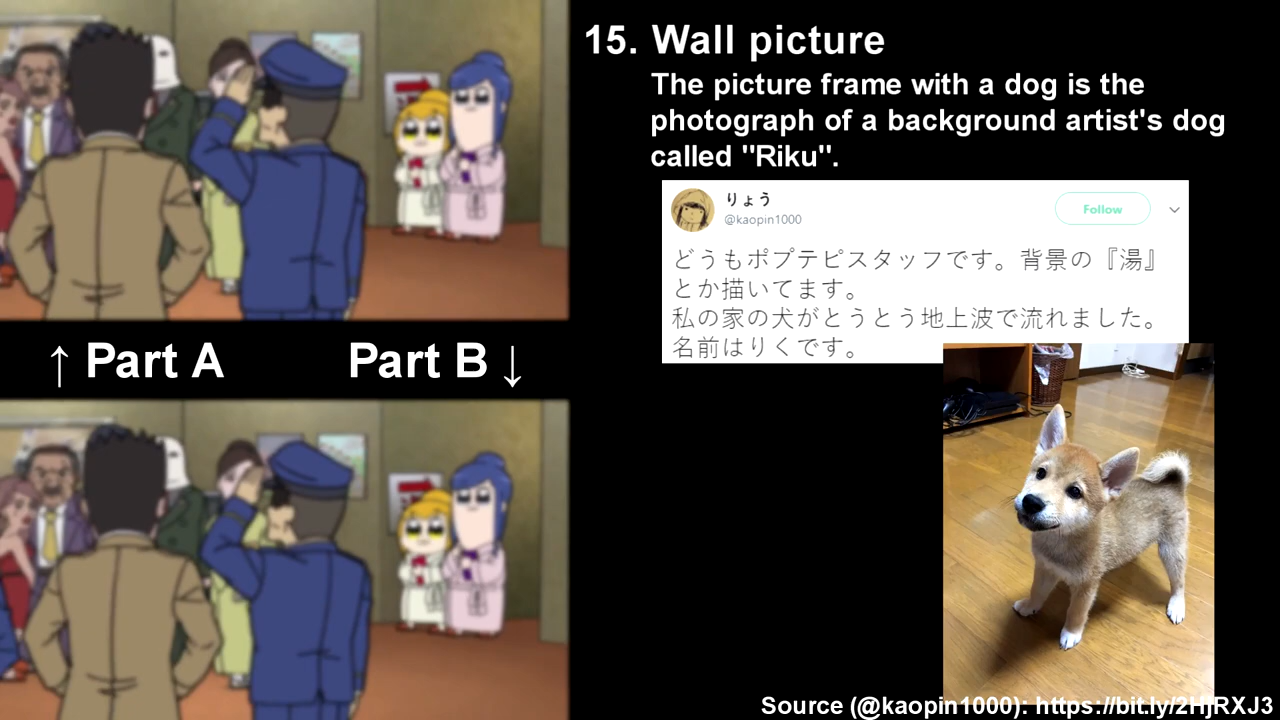 15. Wall picture
The picture frame with a dog is the
photograph of a background artist's dog
called "Riku".
りょう
@kaopin1000
Follow
どうもポプテピスタッフです。背景の『湯』
とか描いてます。
私の家の犬がとうとう地上波で流れました。
名前はりくです。
↑ Part A
Part B ↓
Source (@kaopin1000): https://bit.ly/2HjRXJ3